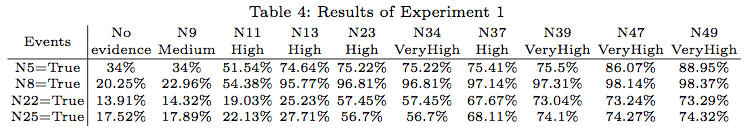 Table 4: Results of Experiment 1
Events No evidence N9 Medium N11 High N13 High N23 High N34 VeryHigh N37 High N39 VeryHigh N47 VeryHigh N49 VeryHigh
N5=True 34% 34% 51.54% 74.64% 75.22% 75.22% 75.41% 75.5% 86.07% 88.95%
N8=True 20.25% 22.96% 54.38% 95.77% 96.81% 96.81% 97.14% 97.31% 98.14% 98.37%
N22=True 13.91% 14.32% 19.03% 25.23% 57.45% 57.45% 67.67% 73.04% 73.24% 73.29%
N25=True 17.52% 17.89% 22.13% 27.71% 56.7% 56.7% 68.11% 74.1% 74.27% 74.32%